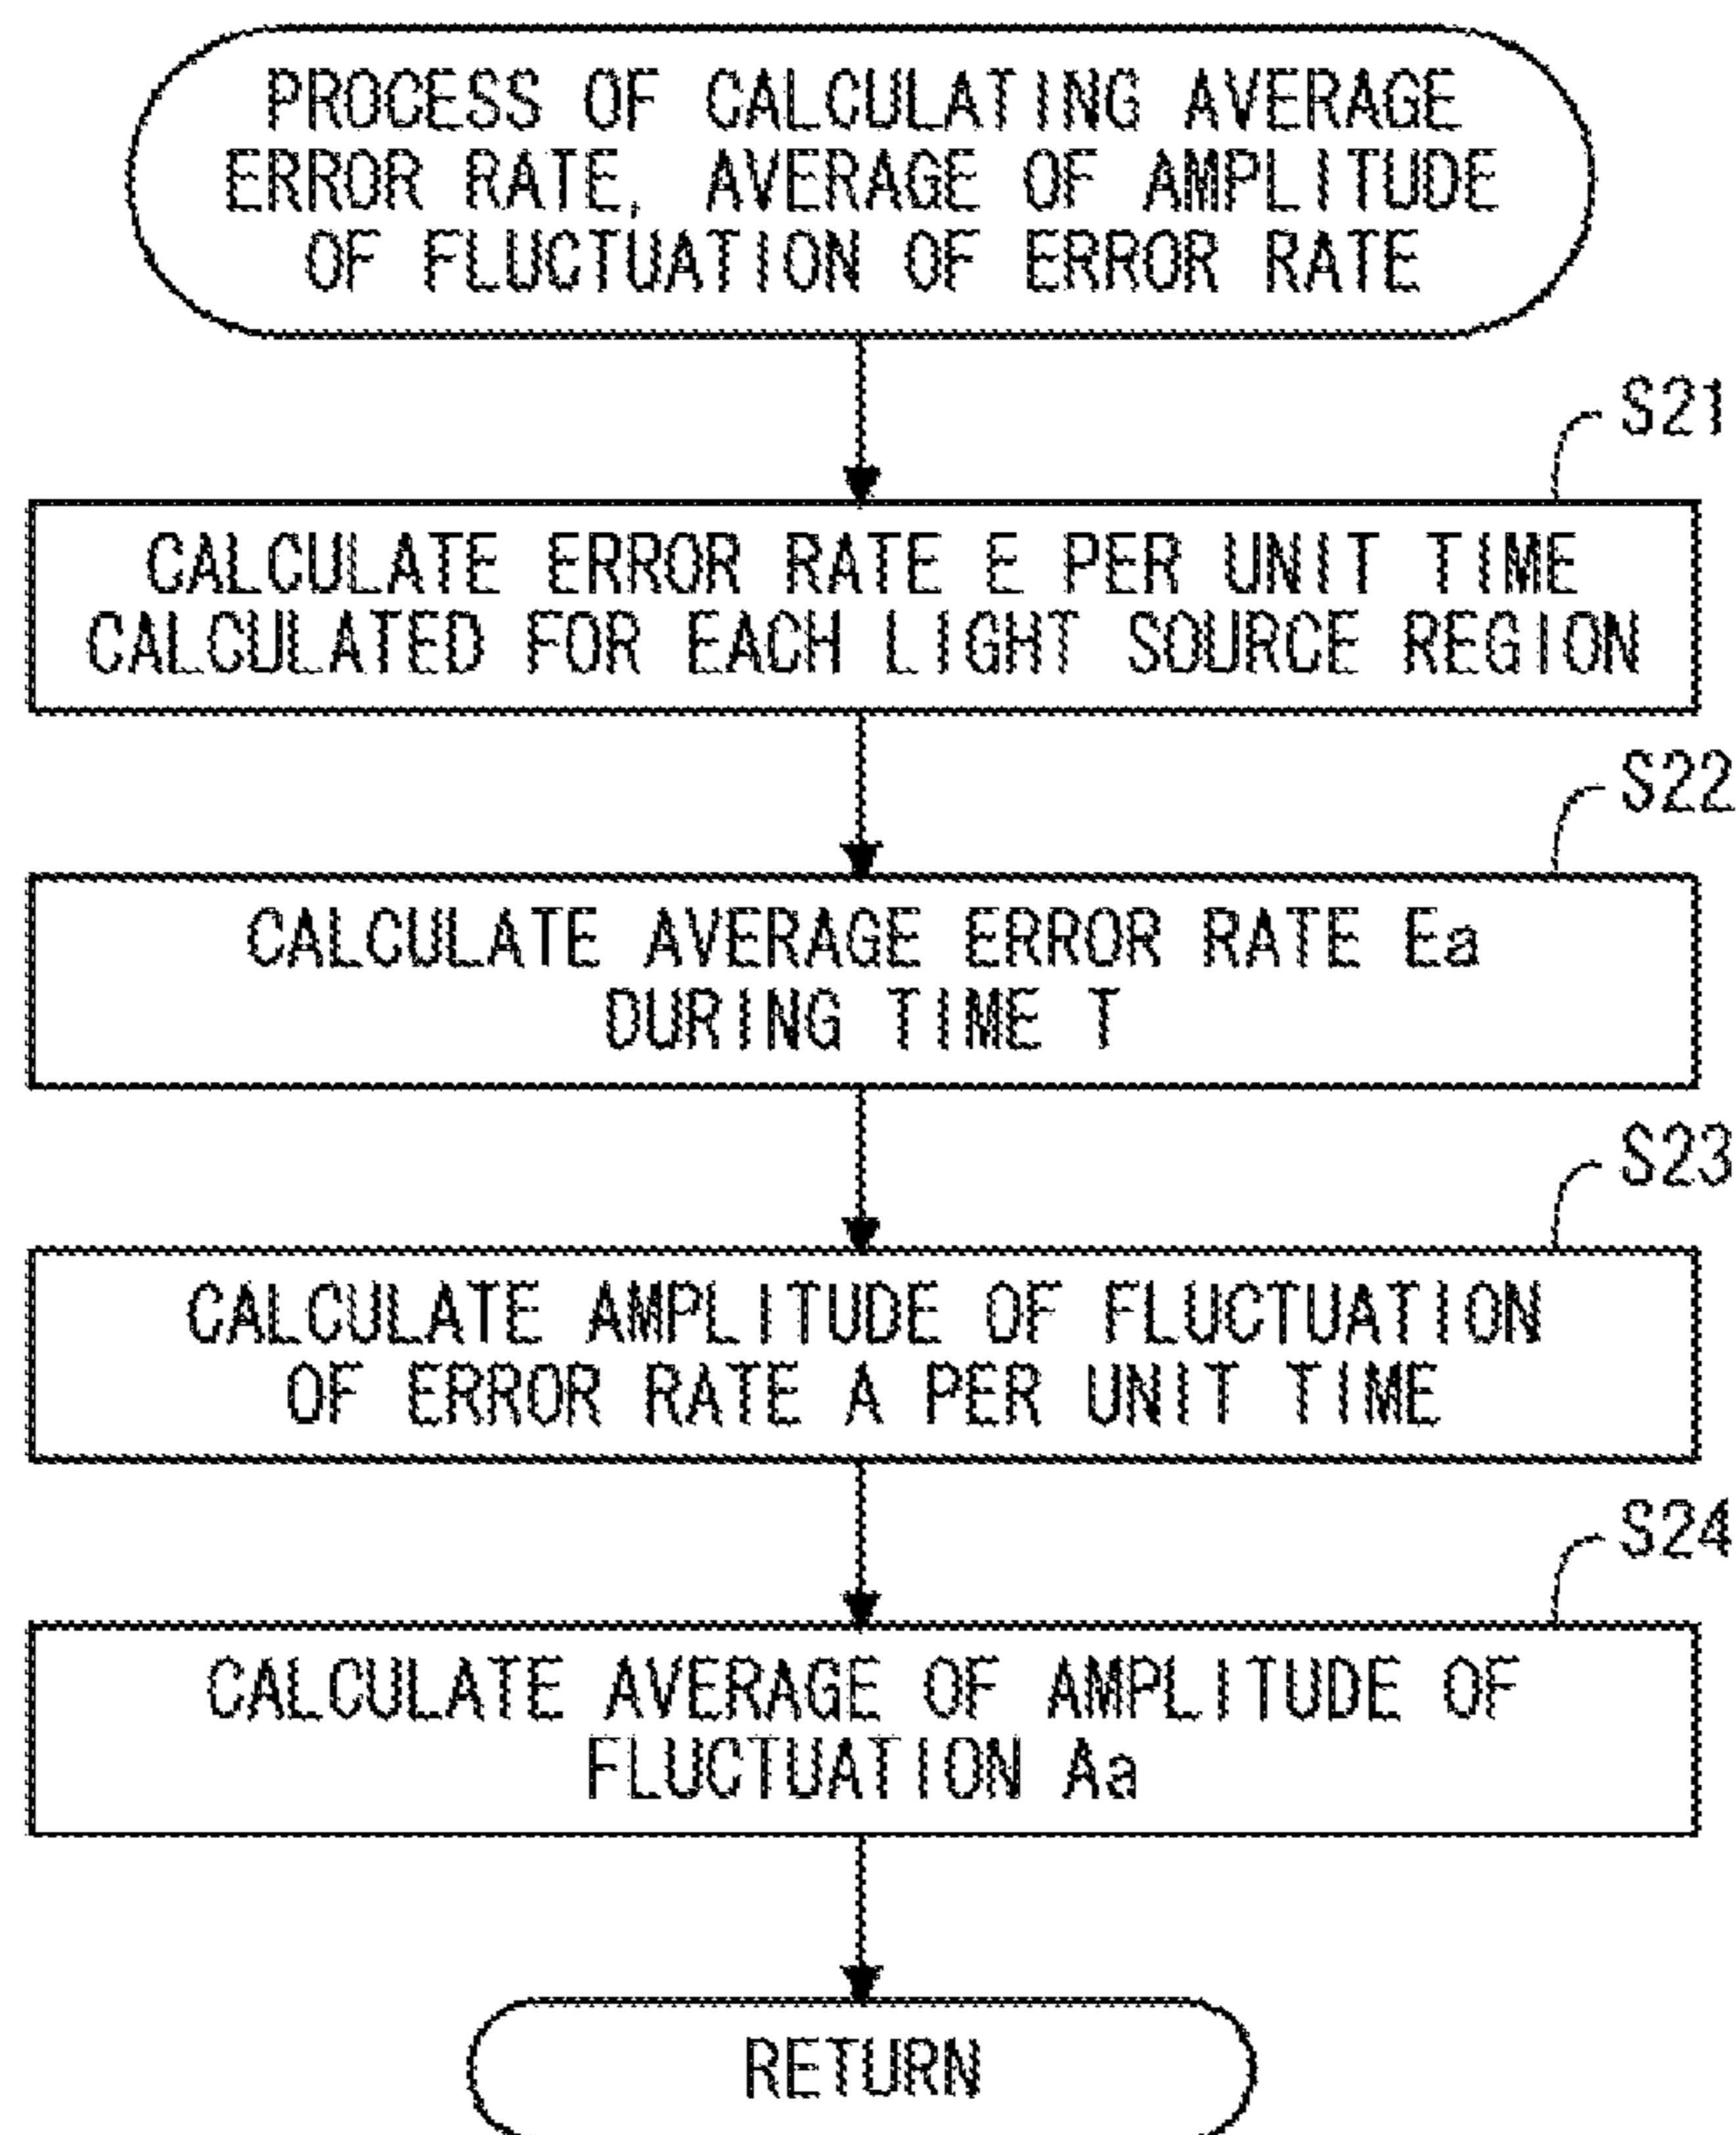 PROCESS OF CALCULATING AVERAGE
ERROR RATE, AVERAGE OF AMPLITUDE
OF FLUCTUATION OF ERROR RATE
S21
CALCULATE ERROR RATE E PER UNIT TIME
CALCULATED FOR EACH LIGHT SOURCE REGION
S22
CALCULATE AVERAGE ERROR RATE Ea
DURING TIME T
S23
CALCULATE AMPLITUDE OF FLUCTUATION
OF ERROR RATE A PER UNIT TIME
S24
CALCULATE AVERAGE OF AMPLITUDE OF
FLUCTUATION Aa
RETURN